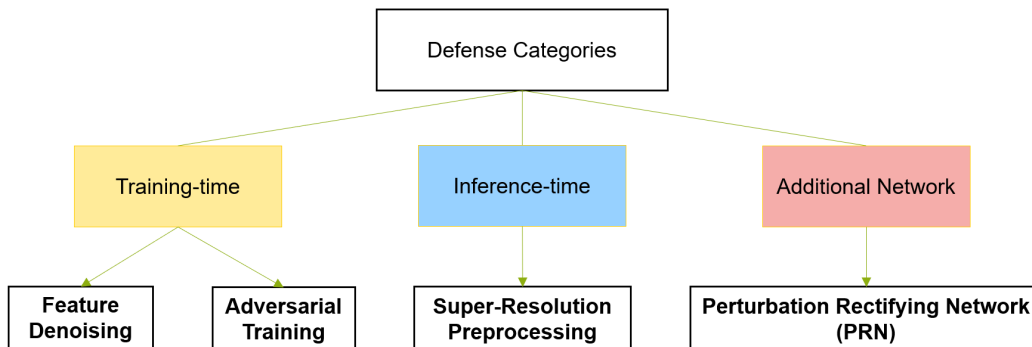 Defense Categories
Training-time
Inference-time
Additional Network
Feature
Denoising
Adversarial
Training
Super-Resolution
Preprocessing
Perturbation Rectifying Network
(PRN)